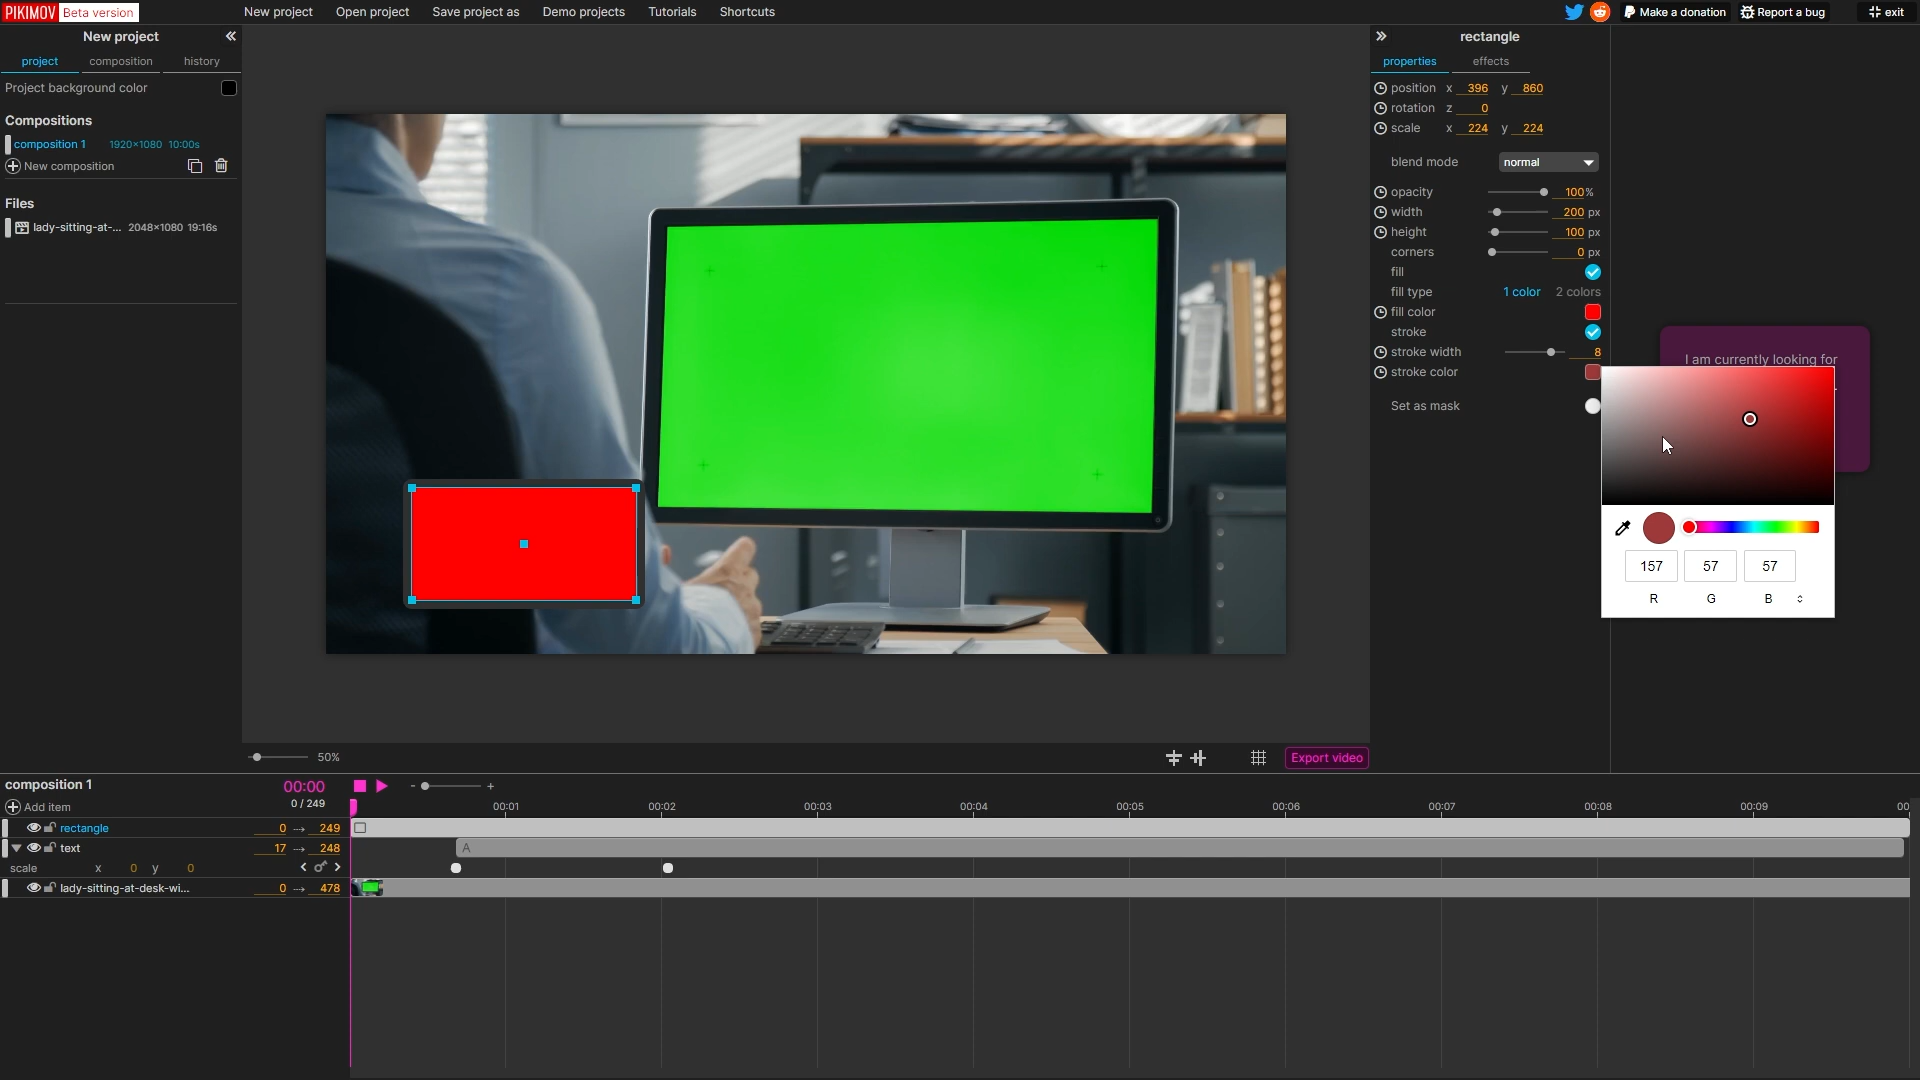 PIKIMOV Beta version
New project Open project Save project as Demo projects Tutorials Shortcuts
Make a donation Report a bug exit
New project
project composition history
Project background color
Compositions
composition 1 1920×1080 10:00s
New composition
Files
lady-sitting-at-... 2048×1080 19:16s
rectangle
properties effects
position x 396 y 860
rotation z 0
scale x 224 y 224
blend mode normal
opacity 100%
width 200 px
height 100 px
corners 0 px
fill
fill type 1 color 2 colors
fill color
stroke
stroke width 8
stroke color
Set as mask
I am currently looking for
157 57 57
R G B
50%
Export video
composition 1 00:00 - +
Add item 0 / 249
00:01 00:02 00:03 00:04 00:05 00:06 00:07 00:08 00:09 00
rectangle 0 → 249
text 17 → 248 A
scale x 0 y 0
lady-sitting-at-desk-wi... 0 → 478